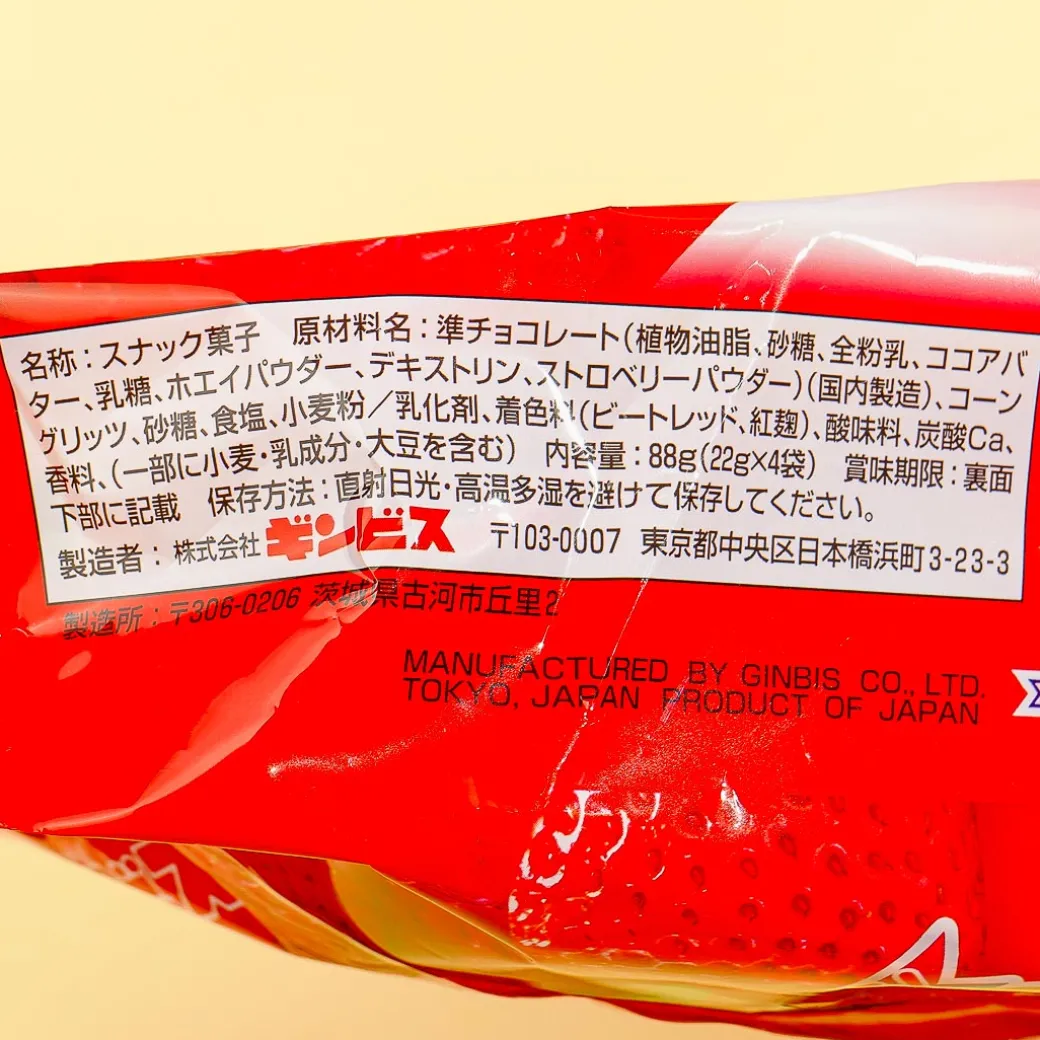 名称：スナック菓子　原材料名：準チョコレート(植物油脂、砂糖、全粉乳、ココアバ
ター、乳糖、ホエイパウダー、デキストリン、ストロベリーパウダー)(国内製造)、コーン
グリッツ、砂糖、食塩、小麦粉／乳化剤、着色料(ビートレッド、紅麹)、酸味料、炭酸Ca、
香料、(一部に小麦・乳成分・大豆を含む)　内容量：88g(22g×4袋)　賞味期限：裏面
下部に記載　保存方法：直射日光・高温多湿を避けて保存してください。
製造者：株式会社ギンビス　〒103-0007　東京都中央区日本橋浜町3-23-3
製造所：〒306-0206 茨城県古河市丘里2
MANUFACTURED BY GINBIS CO., LTD.
TOKYO, JAPAN PRODUCT OF JAPAN